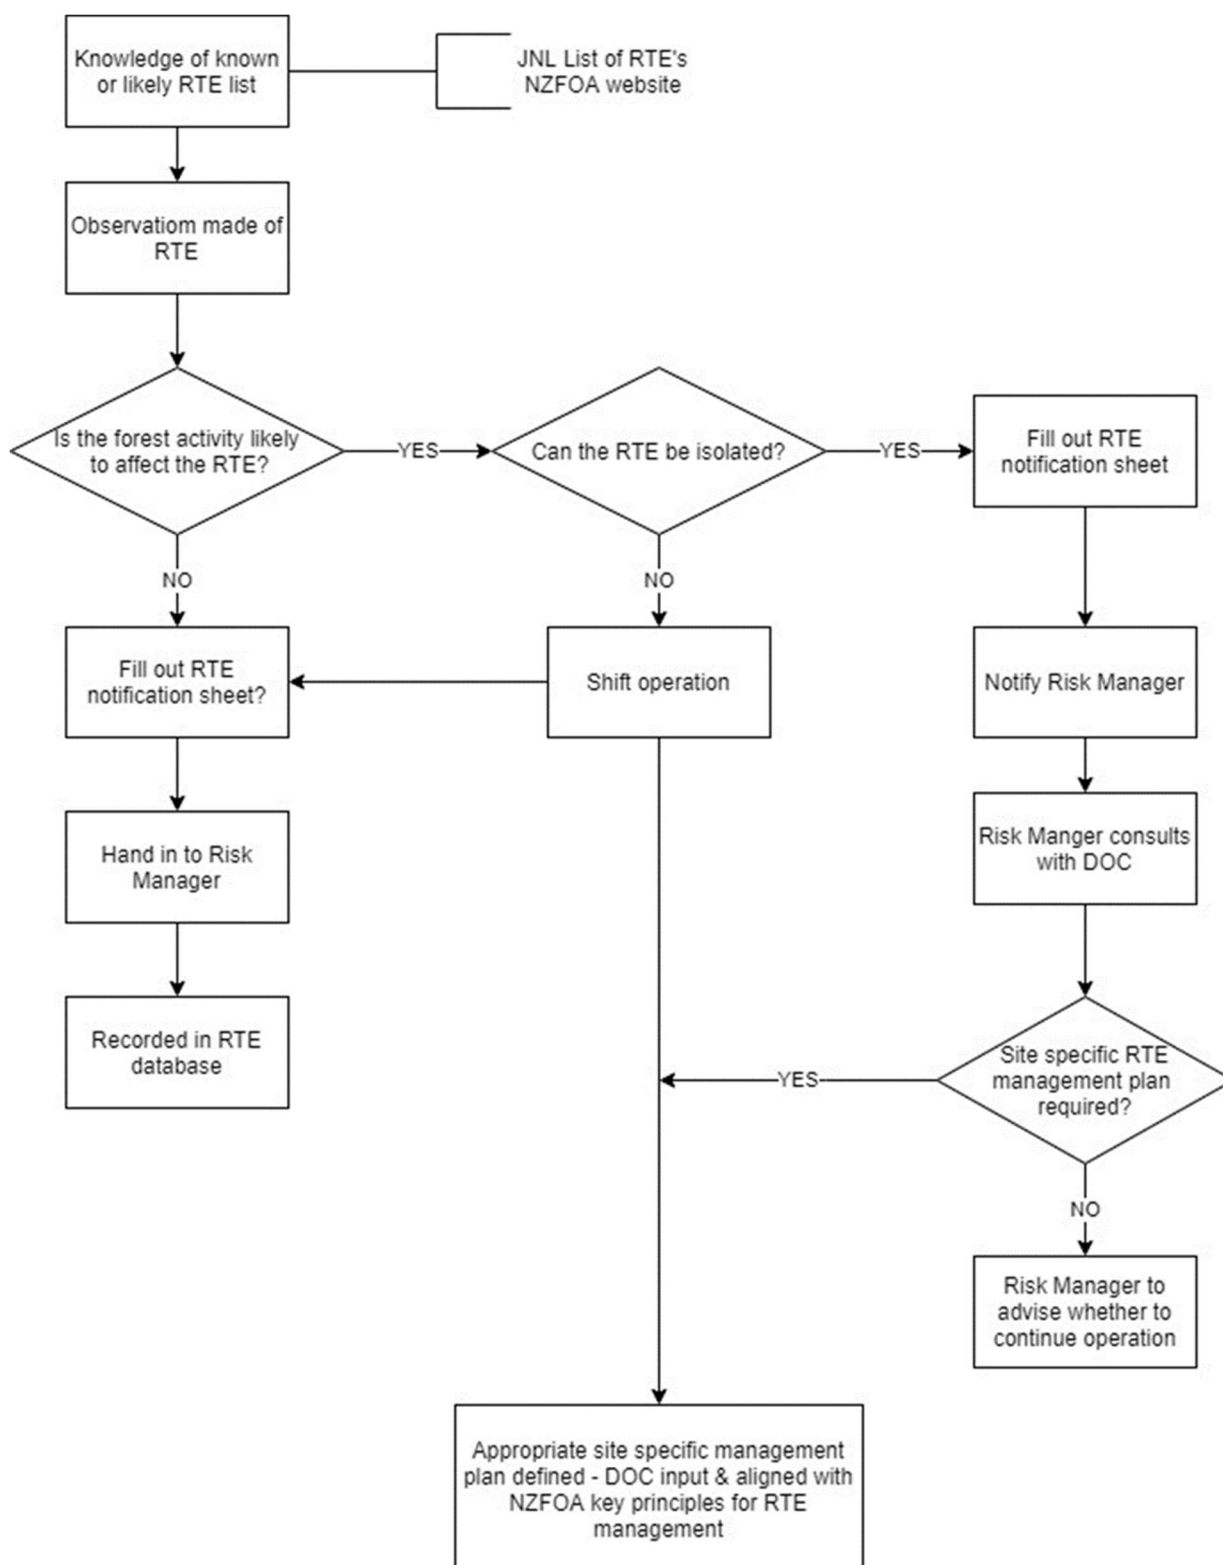 Knowledge of known
or likely RTE list
JNL List of RTE's
NZFOA website
Observatiom made of
RTE
Is the forest activity likely
to affect the RTE?
YES
Can the RTE be isolated?
YES
Fill out RTE
notification sheet
NO
NO
Fill out RTE
notification sheet?
Shift operation
Notify Risk Manager
Hand in to Risk
Manager
Risk Manger consults
with DOC
Recorded in RTE
database
YES
Site specific RTE
management plan
required?
NO
Risk Manager to
advise whether to
continue operation
Appropriate site specific management
plan defined - DOC input & aligned with
NZFOA key principles for RTE
management